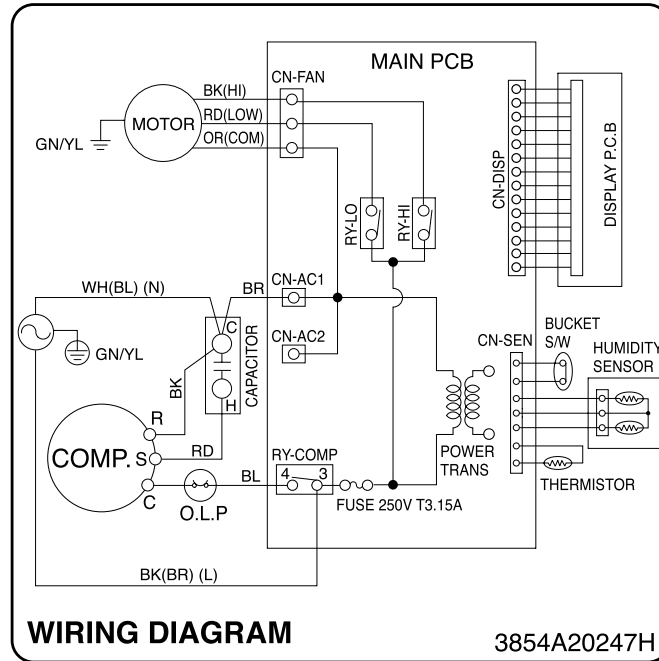 MAIN PCB
CN-FAN
BK(HI)
RD(LOW)
OR(COM)
MOTOR
GN/YL
CN-DISP
DISPLAY P.C.B
RY-LO
RY-HI
WH(BL) (N)
BR
CN-AC1
CN-AC2
C
H
CAPACITOR
GN/YL
BK
CN-SEN
BUCKET
S/W
HUMIDITY
SENSOR
R
S
C
COMP.
RD
RY-COMP
4 3
BL
O.L.P
POWER
TRANS
THERMISTOR
FUSE 250V T3.15A
BK(BR) (L)
WIRING DIAGRAM
3854A20247H